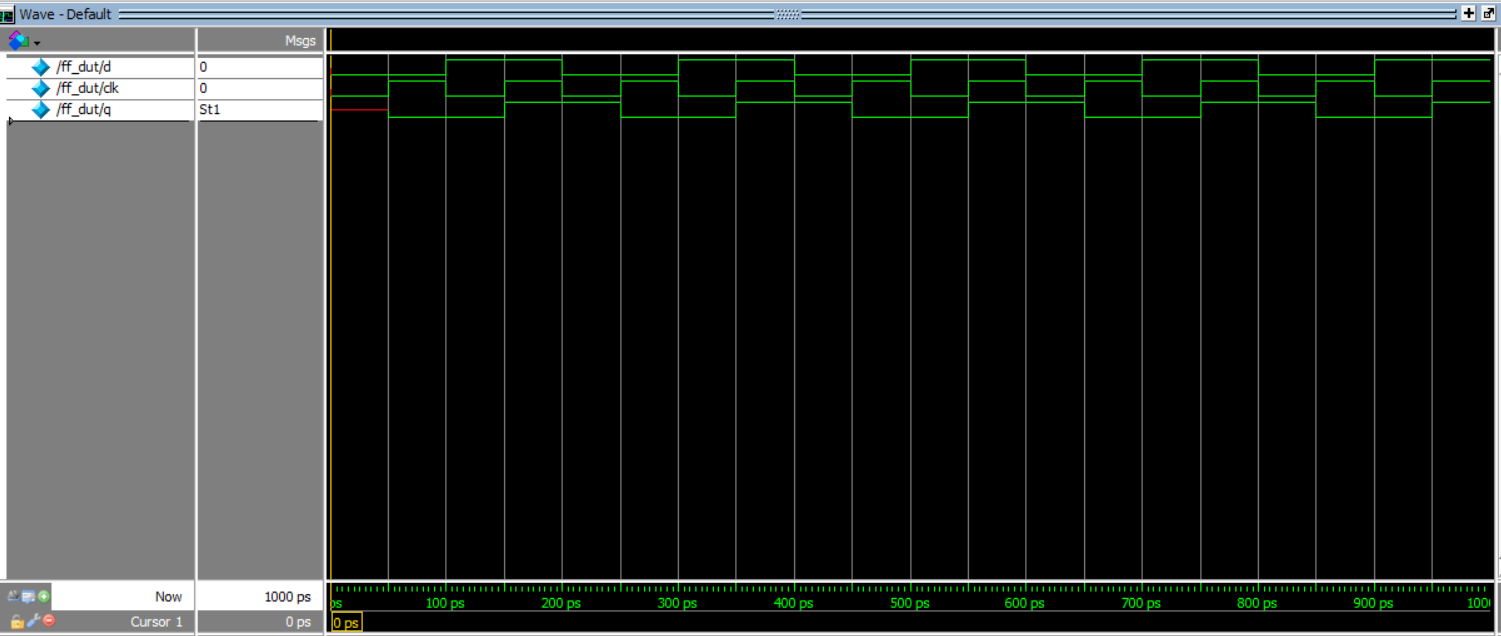 Wave - Default
Msgs
/ff_dut/d 0
/ff_dut/clk 0
/ff_dut/q St1
Now 1000 ps
ps 100 ps 200 ps 300 ps 400 ps 500 ps 600 ps 700 ps 800 ps 900 ps 100
Cursor 1 0 ps 0 ps